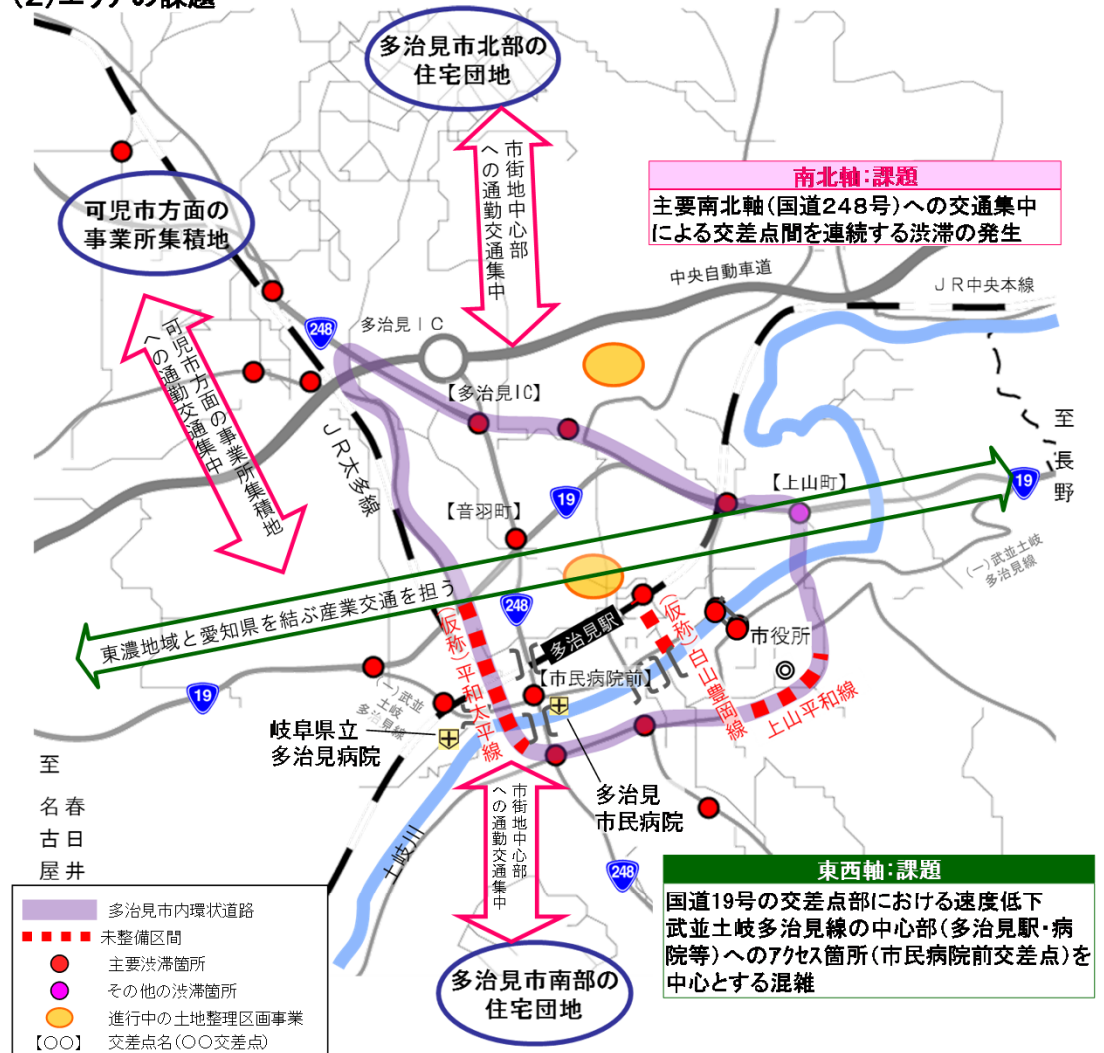 (2)エリアの課題
多治見市北部の
住宅団地
市街地中心部
への通勤交通集中
可児市方面の
事業所集積地
南北軸:課題
主要南北軸(国道248号)への交通集中
による交差点間を連続する渋滞の発生
中央自動車道
JR中央本線
248
多治見IC
可児市方面の事業所集積地
への通勤交通集中
【多治見IC】
JR太多線
至長野
【上山町】
19
19
【音羽町】
(一)武並土岐
多治見線
東濃地域と愛知県を結ぶ産業交通を担う
248
多治見駅
(仮称)平和太平線
(仮称)白山豊岡線
市役所
【市民病院前】
19
(一)武並
土岐
多治見線
上山平和線
岐阜県立
多治見病院
多治見
市民病院
至
名古屋
春日井
土岐川
市街地中心部
への通勤交通集中
248
東西軸:課題
国道19号の交差点部における速度低下
武並土岐多治見線の中心部(多治見駅・病
院等)へのアクセス箇所(市民病院前交差点)を
中心とする混雑
多治見市南部の
住宅団地
多治見市内環状道路
未整備区間
主要渋滞箇所
その他の渋滞箇所
進行中の土地整理区画事業
【○○】 交差点名(○○交差点)